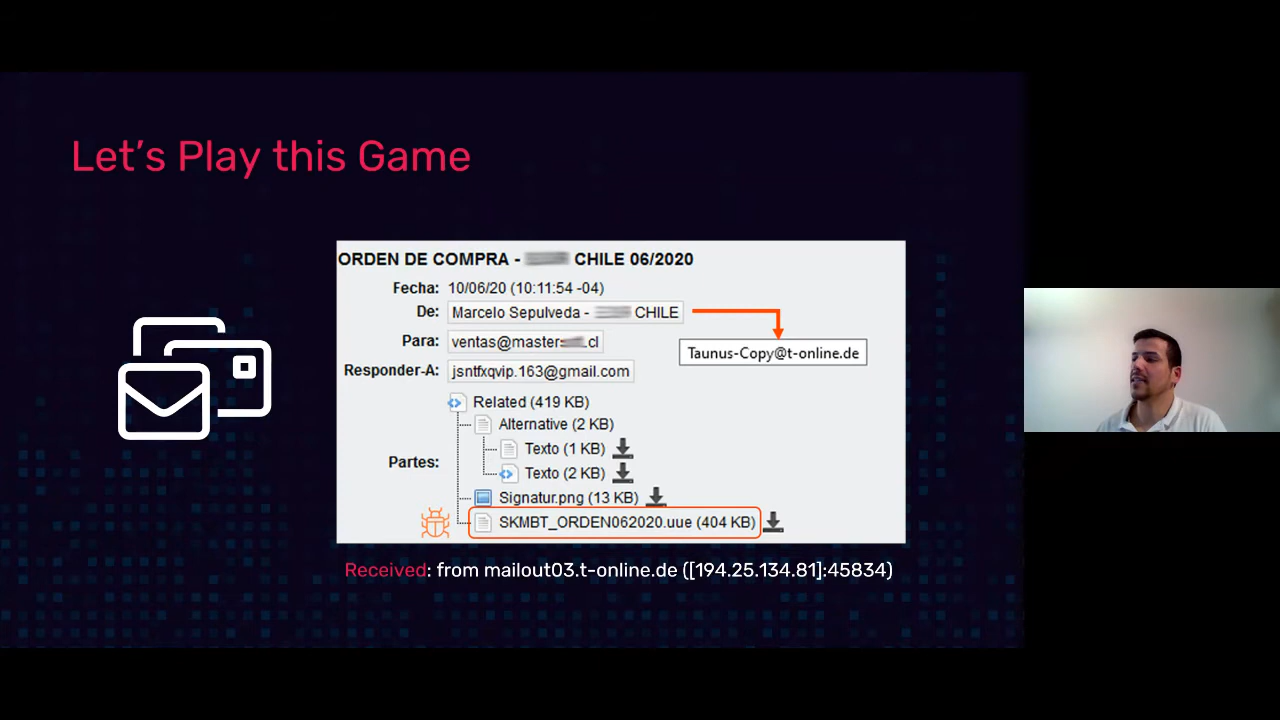 Let's Play this Game
ORDEN DE COMPRA - CHILE 06/2020
Fecha: 10/06/20 (10:11:54 -04)
De: Marcelo Sepulveda - CHILE
Taunus-Copy@t-online.de
Para: ventas@master .cl
Responder-A: jsntfxqvip.163@gmail.com
Partes:
Related (419 KB)
Alternative (2 KB)
Texto (1 KB)
Texto (2 KB)
Signatur.png (13 KB)
SKMBT_ORDEN062020.uue (404 KB)
Received: from mailout03.t-online.de ([194.25.134.81]:45834)